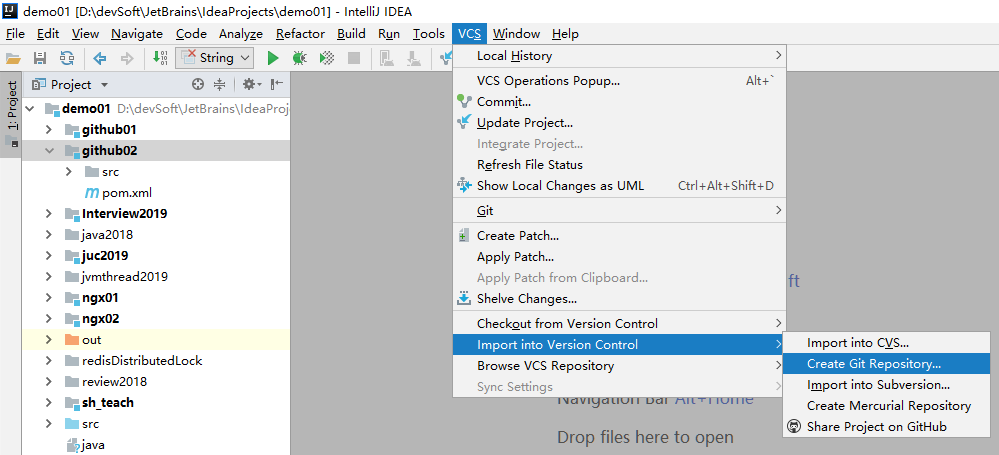 demo01 [D:\devSoft\JetBrains\IdeaProjects\demo01] - IntelliJ IDEA
File Edit View Navigate Code Analyze Refactor Build Run Tools VCS Window Help
String
Project
1: Project
demo01 D:\devSoft\JetBrains\IdeaProj
github01
github02
src
pom.xml
Interview2019
java2018
juc2019
jvmthread2019
ngx01
ngx02
out
redisDistributedLock
review2018
sh_teach
src
java
Local History
VCS Operations Popup... Alt+`
Commit...
Update Project...
Integrate Project...
Refresh File Status
Show Local Changes as UML Ctrl+Alt+Shift+D
Git
Create Patch...
Apply Patch...
Apply Patch from Clipboard...
Shelve Changes...
Checkout from Version Control
Import into Version Control
Browse VCS Repository
Sync Settings
Import into CVS...
Create Git Repository...
Import into Subversion...
Create Mercurial Repository
Share Project on GitHub
ft
Navigation Bar Alt+Home
Drop files here to open